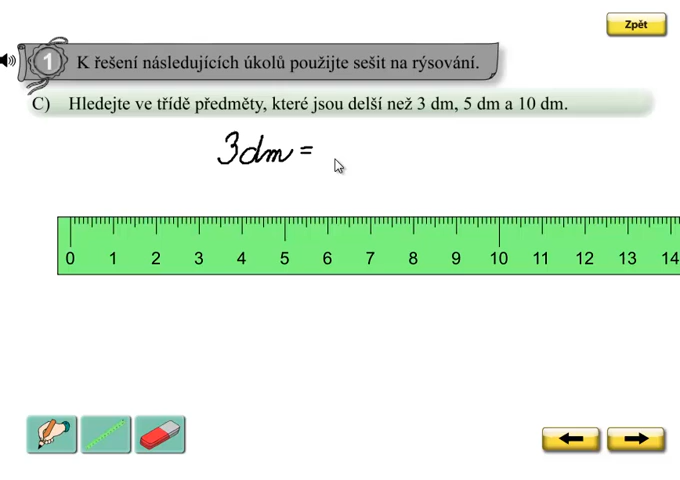 Zpět
1 K řešení následujících úkolů použijte sešit na rýsování.
C) Hledejte ve třídě předměty, které jsou delší než 3 dm, 5 dm a 10 dm.
3dm =
0 1 2 3 4 5 6 7 8 9 10 11 12 13 14